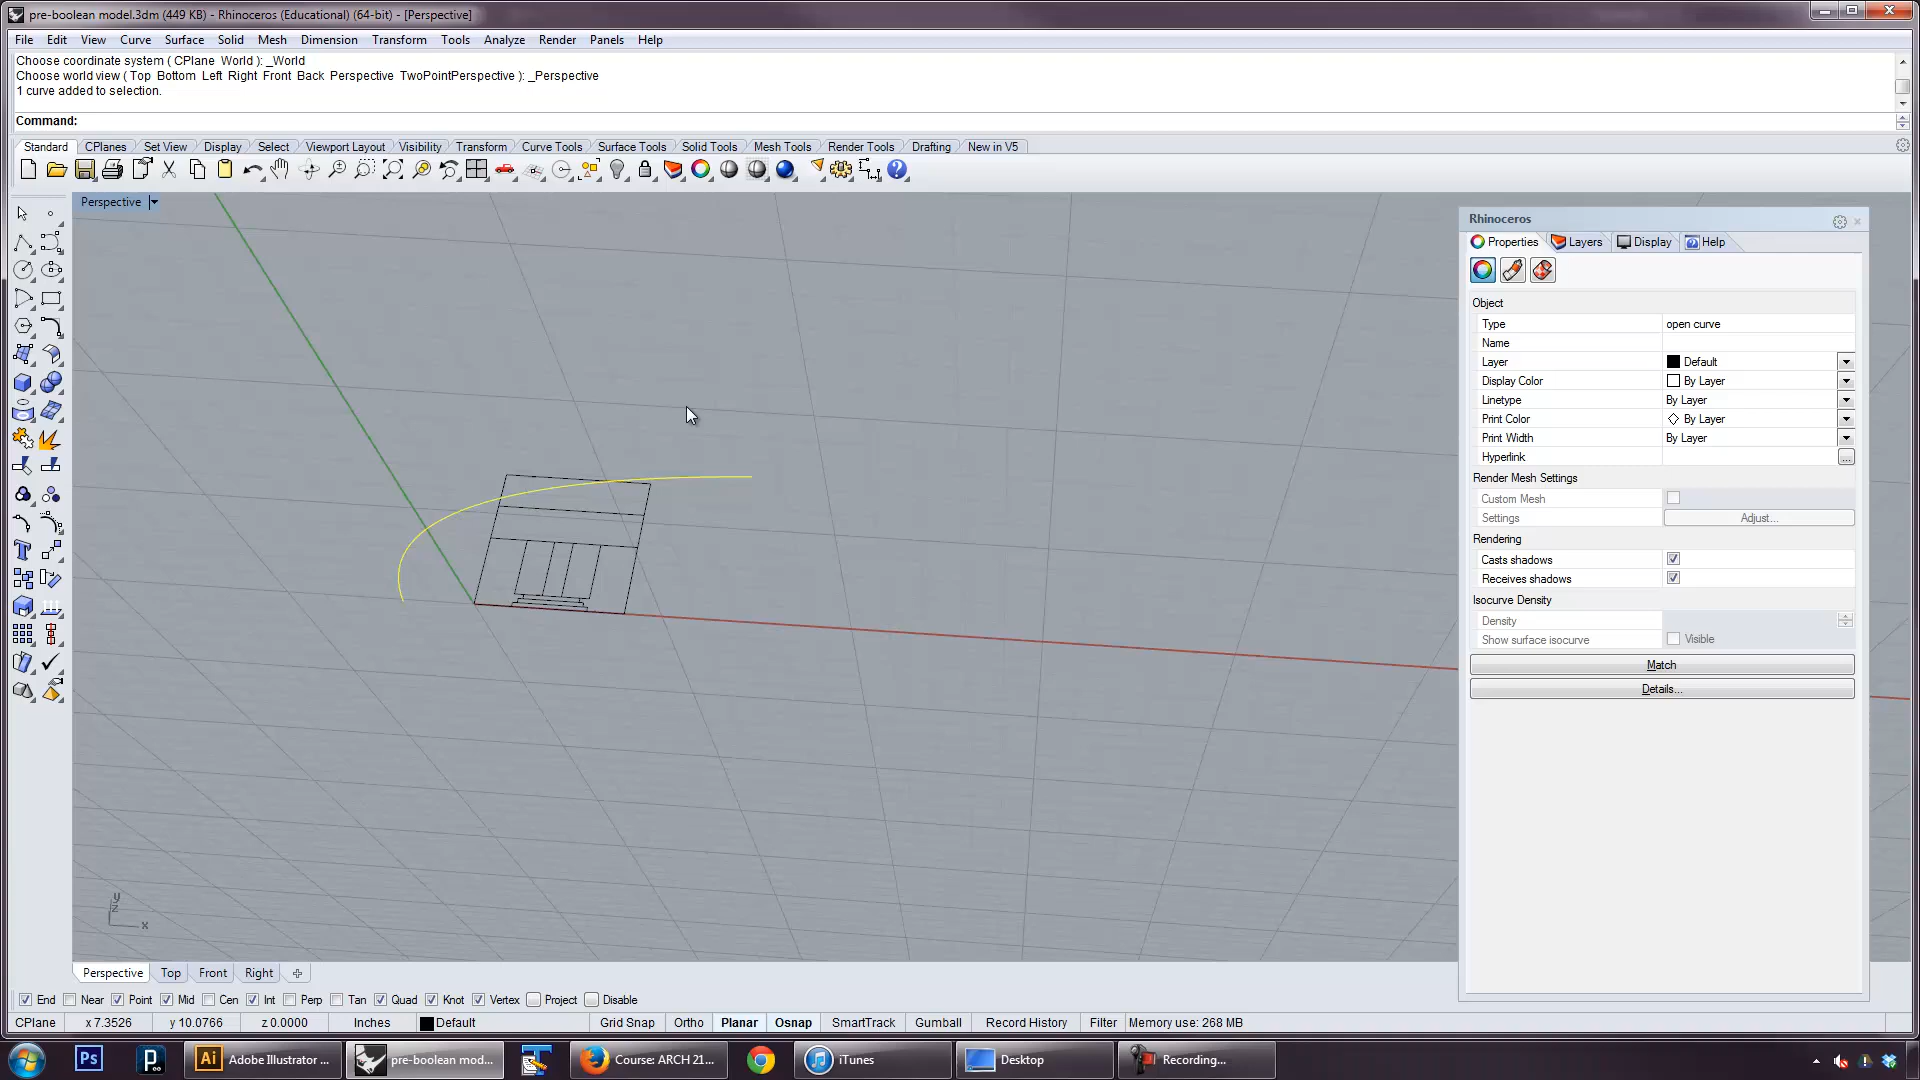 pre-boolean model.3dm (449 KB) - Rhinoceros (Educational) (64-bit) - [Perspective]
File Edit View Curve Surface Solid Mesh Dimension Transform Tools Analyze Render Panels Help
Choose coordinate system ( CPlane World ): _World
Choose world view ( Top Bottom Left Right Front Back Perspective TwoPointPerspective ): _Perspective
1 curve added to selection.
Command:
Standard CPlanes Set View Display Select Viewport Layout Visibility Transform Curve Tools Surface Tools Solid Tools Mesh Tools Render Tools Drafting New in V5
Perspective
Rhinoceros
Properties Layers Display Help
Object
Type open curve
Name
Layer Default
Display Color By Layer
Linetype By Layer
Print Color By Layer
Print Width By Layer
Hyperlink ...
Render Mesh Settings
Custom Mesh
Settings Adjust...
Rendering
Casts shadows
Receives shadows
Isocurve Density
Density
Show surface isocurve Visible
Match
Details...
y
z
x
Perspective Top Front Right
End Near Point Mid Cen Int Perp Tan Quad Knot Vertex Project Disable
CPlane x 7.3526 y 10.0766 z 0.0000 Inches Default Grid Snap Ortho Planar Osnap SmartTrack Gumball Record History Filter Memory use: 268 MB
Ps Ai Adobe Illustrator ... pre-boolean mod... Course: ARCH 21... iTunes Desktop Recording...